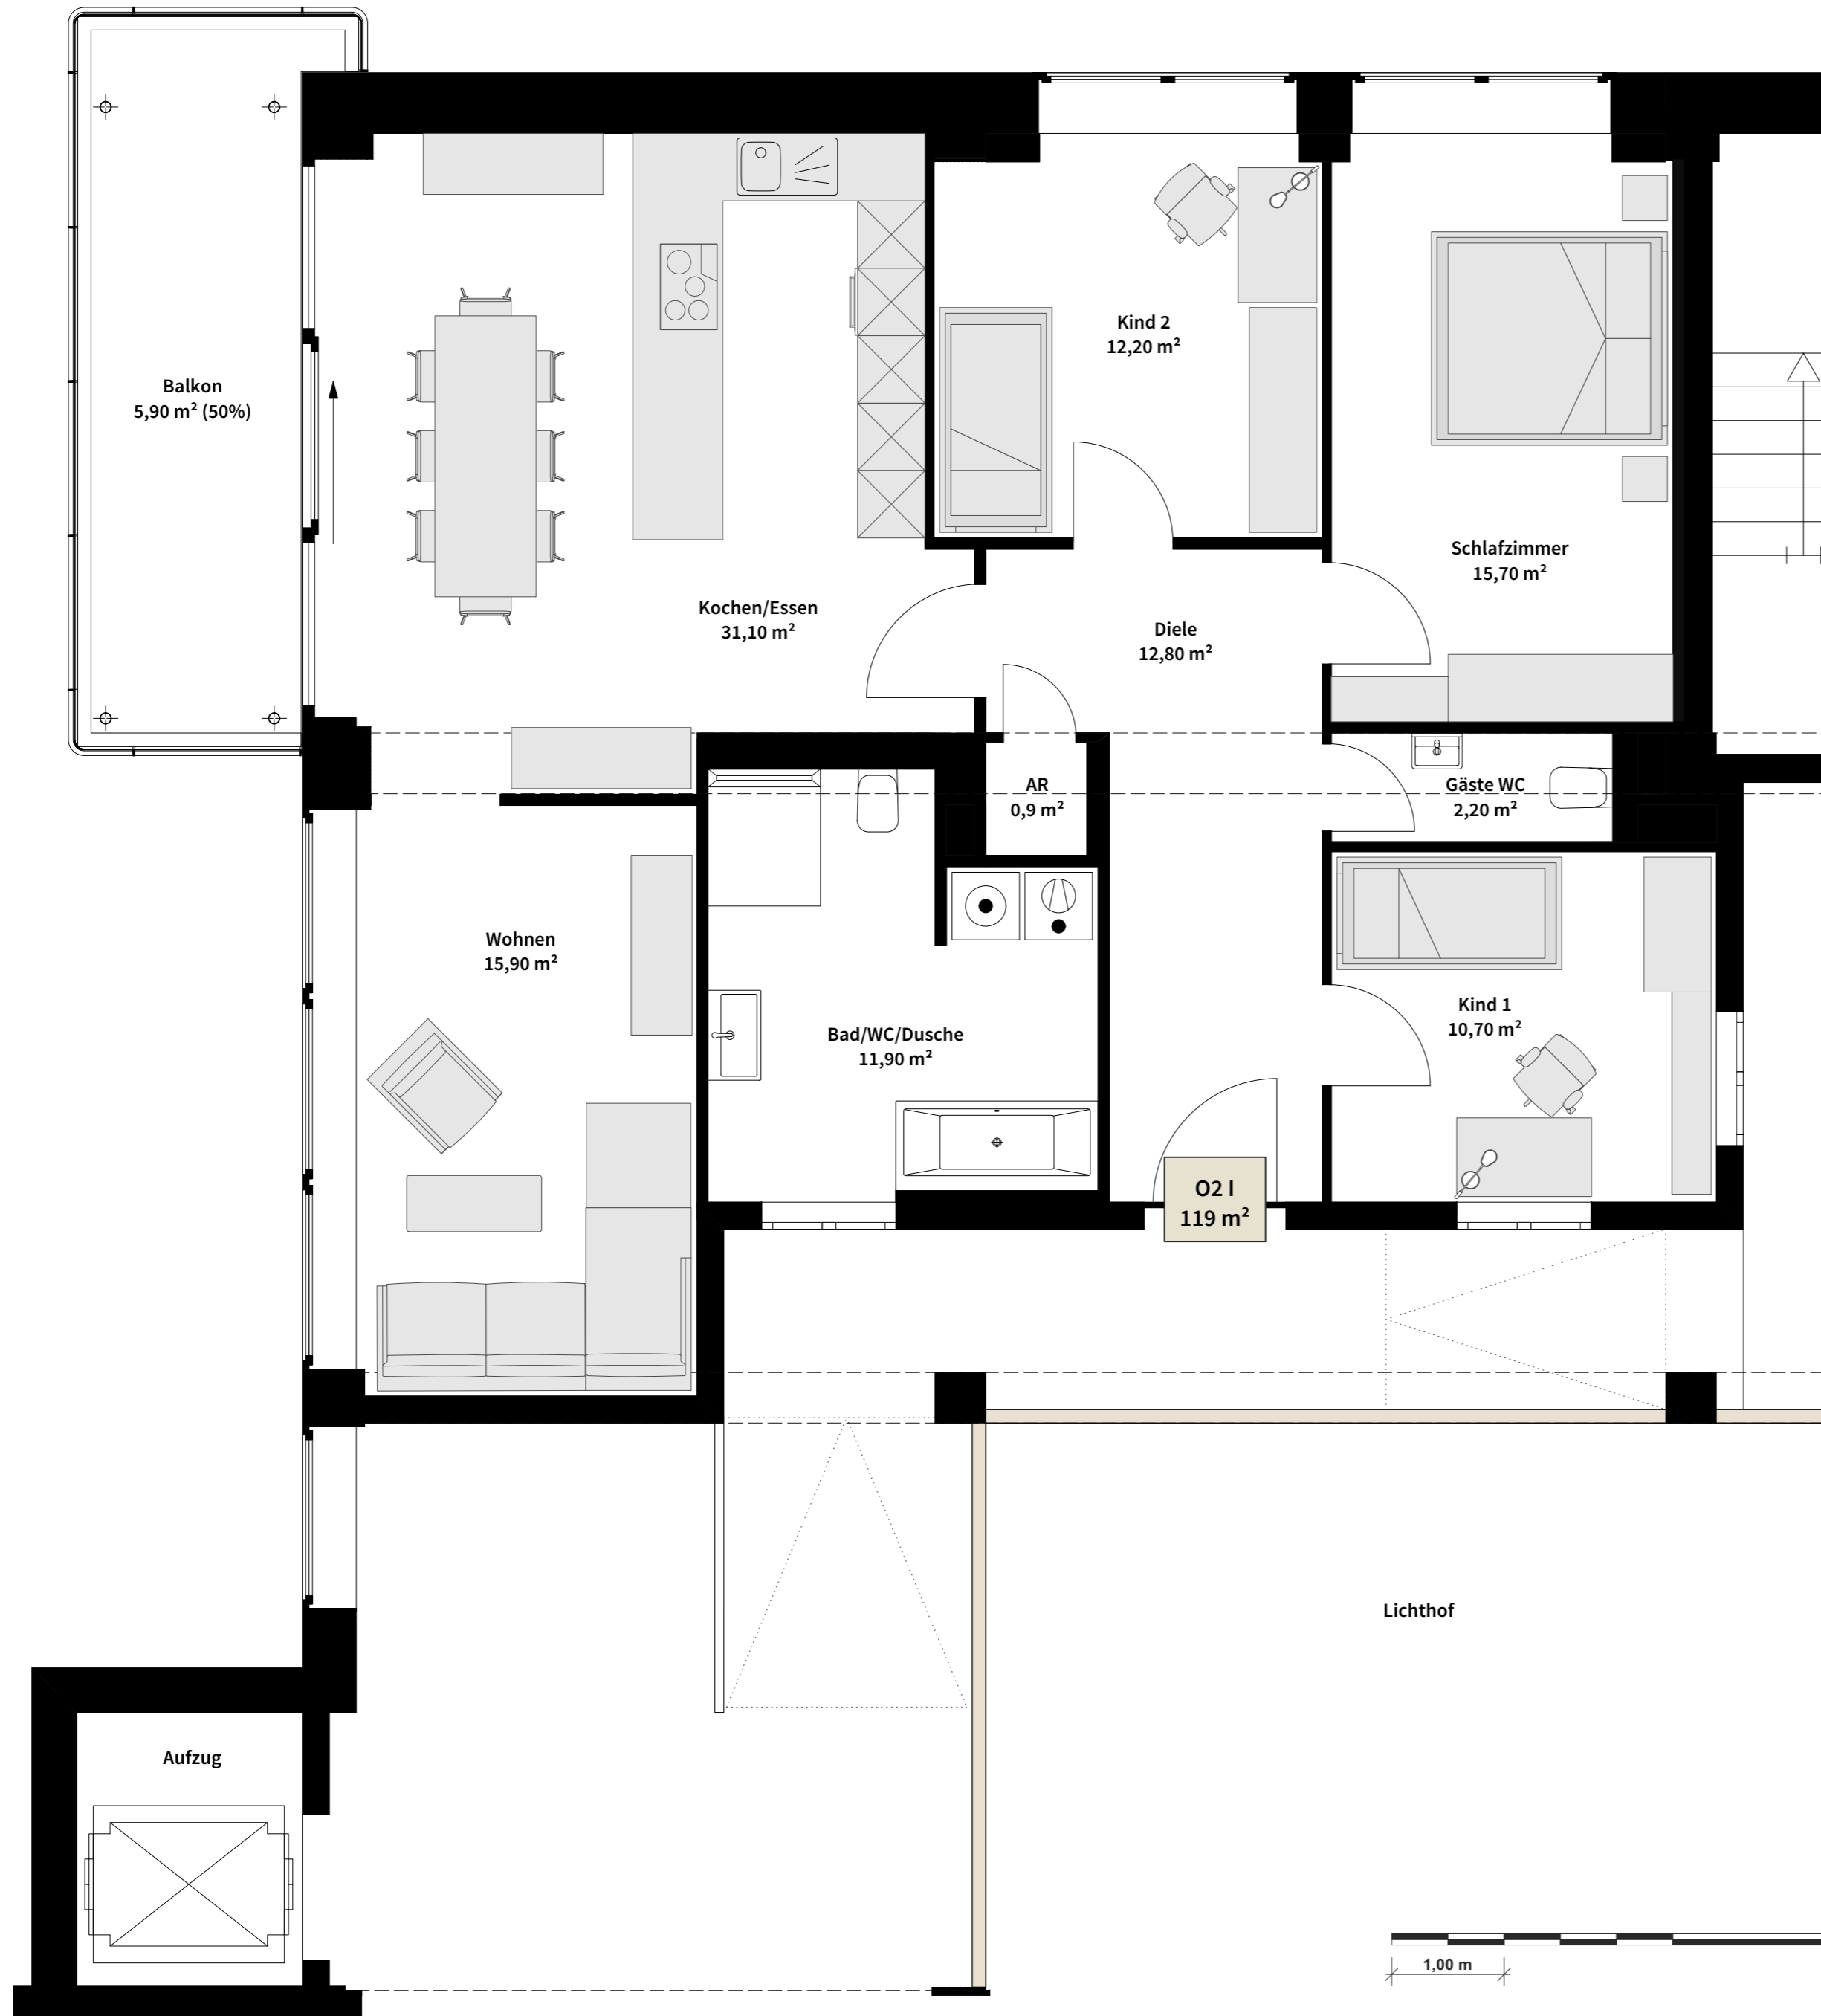 Balkon
5,90 m² (50%)
Kochen/Essen
31,10 m²
Kind 2
12,20 m²
Schlafzimmer
15,70 m²
Diele
12,80 m²
AR
0,9 m²
Gäste WC
2,20 m²
Wohnen
15,90 m²
Bad/WC/Dusche
11,90 m²
Kind 1
10,70 m²
O2 I
119 m²
Lichthof
Aufzug
1,00 m